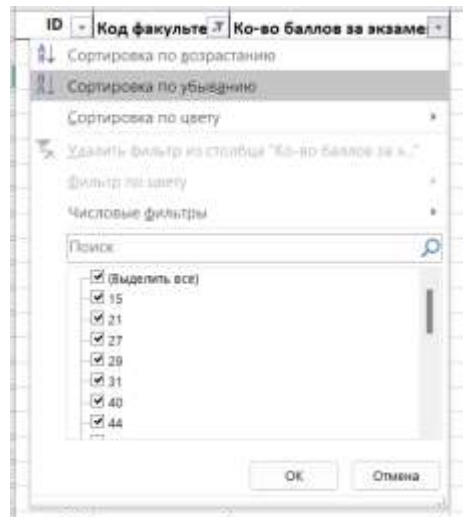 ID Код факульте Ко-во баллов за экзаме
Сортировка по возрастанию
Сортировка по убыванию
Сортировка по цвету
Удалить фильтр из столбца "Ко-во баллов за э..."
Фильтр по цвету
Числовые фильтры
Поиск
(Выделить все)
15
21
27
29
31
40
44
ОК Отмена